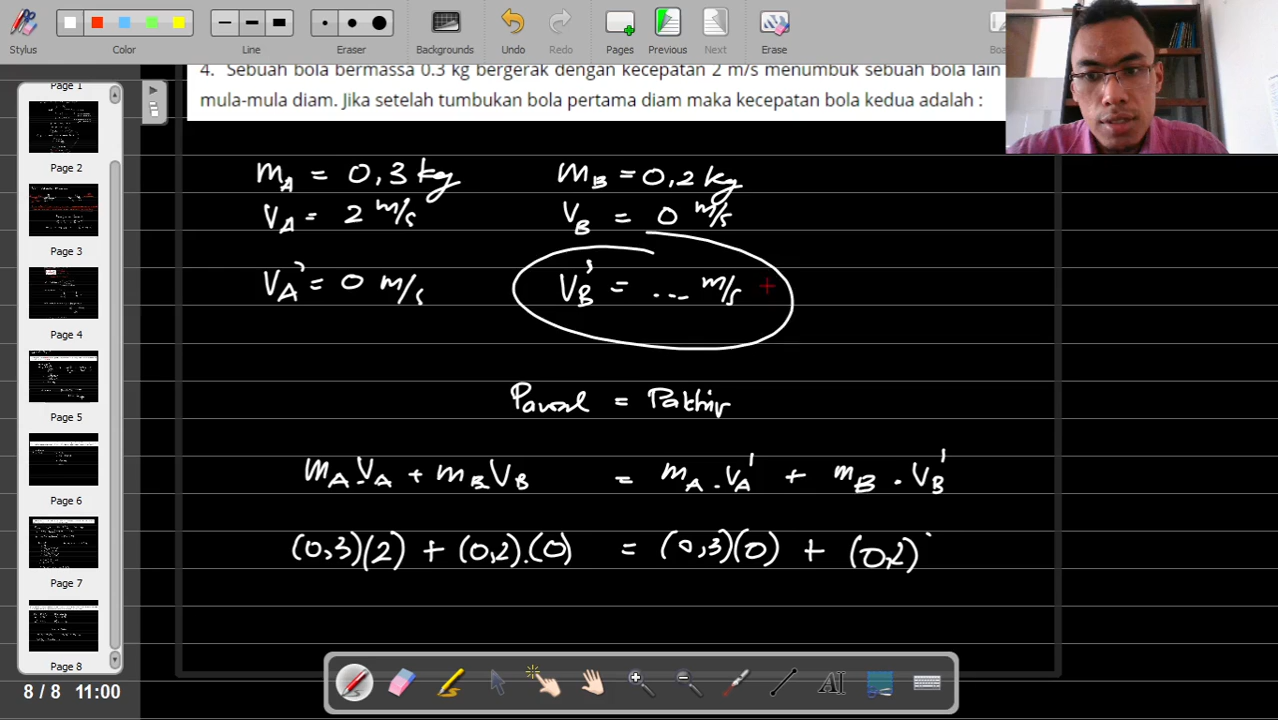 Stylus Color Line Eraser Backgrounds Undo Redo Pages Previous Next Erase Boa
4. Sebuah bola bermassa 0.3 kg bergerak dengan kecepatan 2 m/s menumbuk sebuah bola lain
mula-mula diam. Jika setelah tumbukan bola pertama diam maka kecepatan bola kedua adalah :
Page 1
Page 2
Page 3
Page 4
Page 5
Page 6
Page 7
Page 8
mA = 0,3 kg mB = 0,2 kg
VA = 2 m/s VB = 0 m/s
VA' = 0 m/s VB' = ... m/s
Pawal = Pakhir
mA.VA + mB.VB = mA.VA' + mB.VB'
(0,3)(2) + (0,2).(0) = (0,3)(0) + (0,2)
8 / 8 11:00
AI